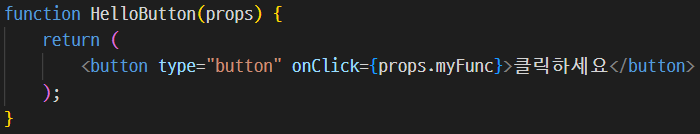 function HelloButton(props) {
    return (
        <button type="button" onClick={props.myFunc}>클릭하세요</button>
    );
}